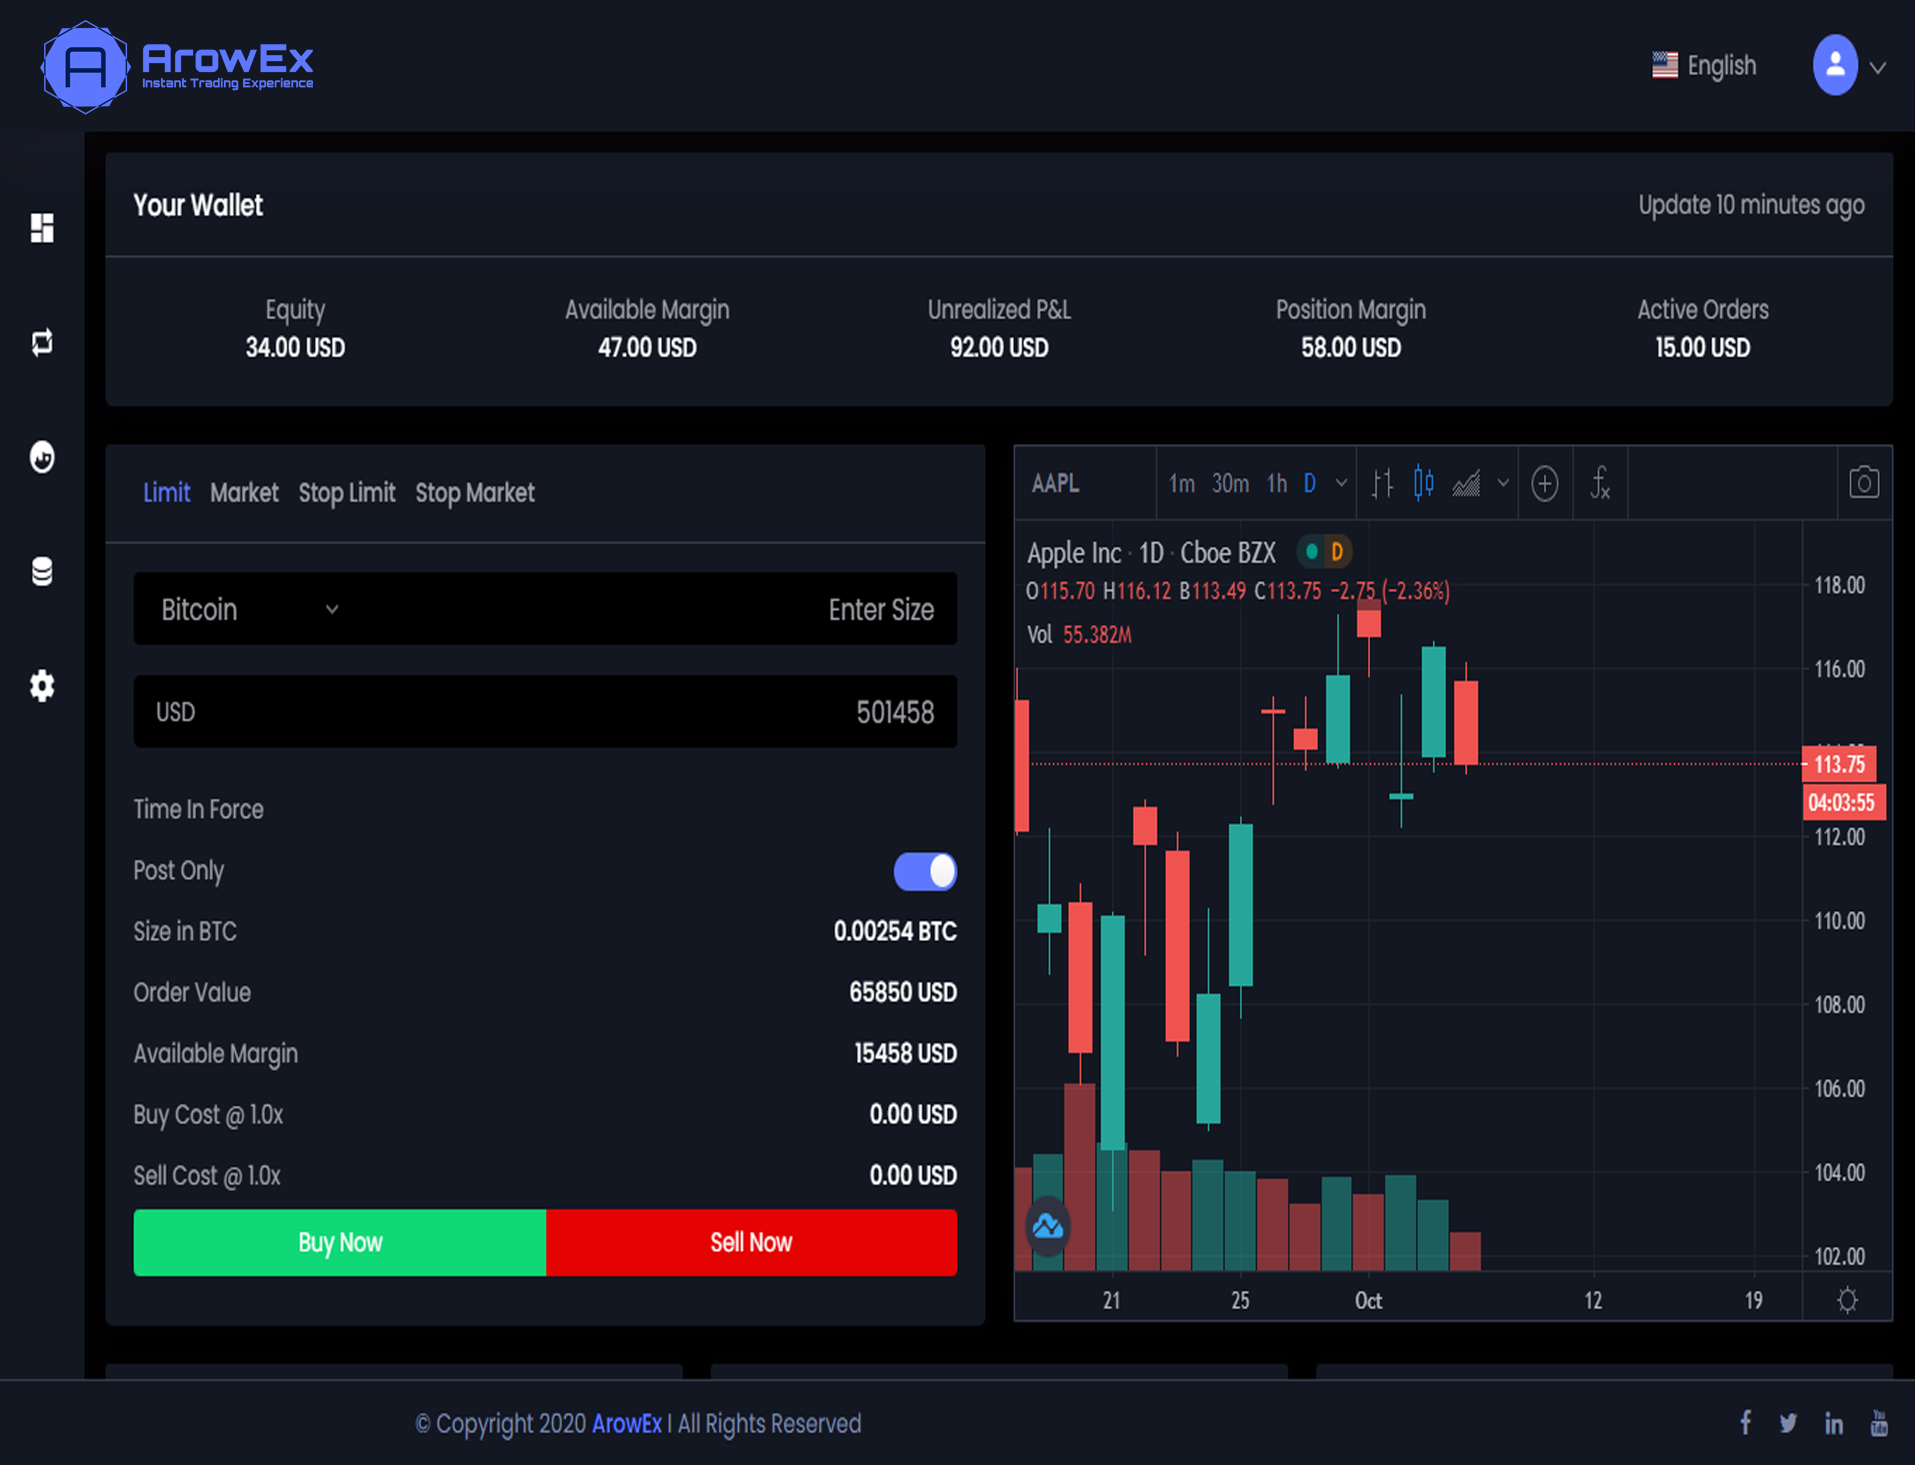 A ArowEx
Instant Trading Experience
English
Your Wallet
Update 10 minutes ago
Equity
34.00 USD
Available Margin
47.00 USD
Unrealized P&L
92.00 USD
Position Margin
58.00 USD
Active Orders
15.00 USD
Limit Market Stop Limit Stop Market
Bitcoin Enter Size
USD 501458
Time In Force
Post Only
Size in BTC 0.00254 BTC
Order Value 65850 USD
Available Margin 15458 USD
Buy Cost @ 1.0x 0.00 USD
Sell Cost @ 1.0x 0.00 USD
Buy Now Sell Now
AAPL 1m 30m 1h D
Apple Inc · 1D · Cboe BZX D
O115.70 H116.12 B113.49 C113.75 −2.75 (−2.36%)
Vol 55.382M
118.00
116.00
113.75
04:03:55
112.00
110.00
108.00
106.00
104.00
102.00
21 25 Oct 12 19
© Copyright 2020 ArowEx I All Rights Reserved